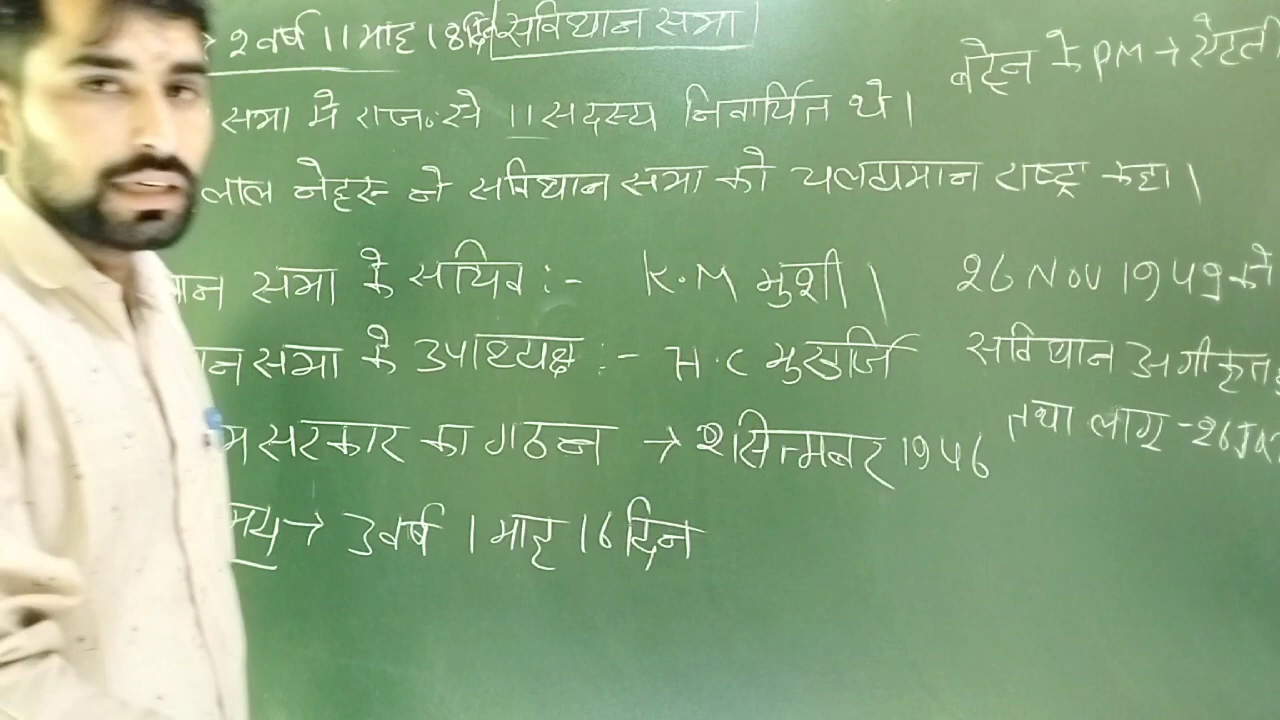 → 2 वर्ष 11 माह 18 दिन संविधान सभा
सभा में राज॰ से 11 सदस्य निर्वाचित थे।
लाल नेहरू ने संविधान सभा को चलायमान राष्ट्र कहा।
सभा के सचिव :- K.M मुंशी।
सभा के उपाध्यक्ष :- H.C मुखर्जि
सरकार का गठन → 2 सितम्बर 1946
→ 3 वर्ष 1 माह 16 दिन
ब्रिटेन के PM → ऐटली
26 Nov 1949 को
संविधान अंगीकृत
तथा लागू - 26 Jan